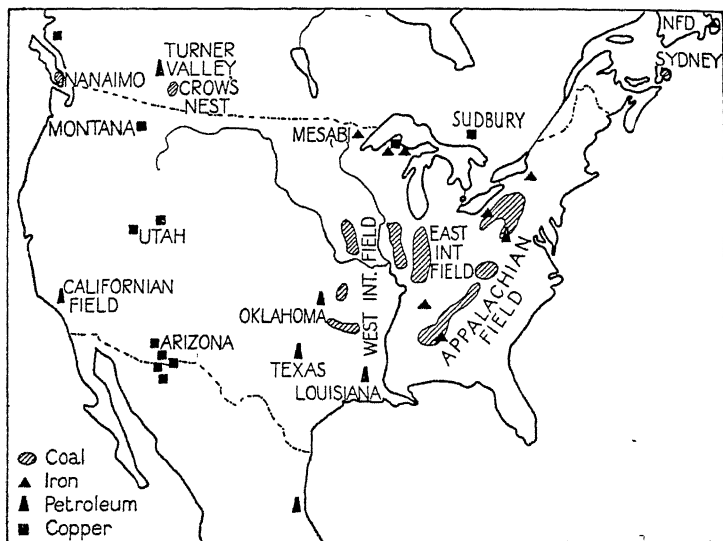 NFD
SYDNEY
TURNER
VALLEY
NANAIMO
CROWS
NEST
MONTANA
MESABI
SUDBURY
UTAH
WEST INT. FIELD
EAST
INT
FIELD
APPALACHIAN
FIELD
CALIFORNIAN
FIELD
OKLAHOMA
ARIZONA
TEXAS
LOUISIANA
Coal
Iron
Petroleum
Copper